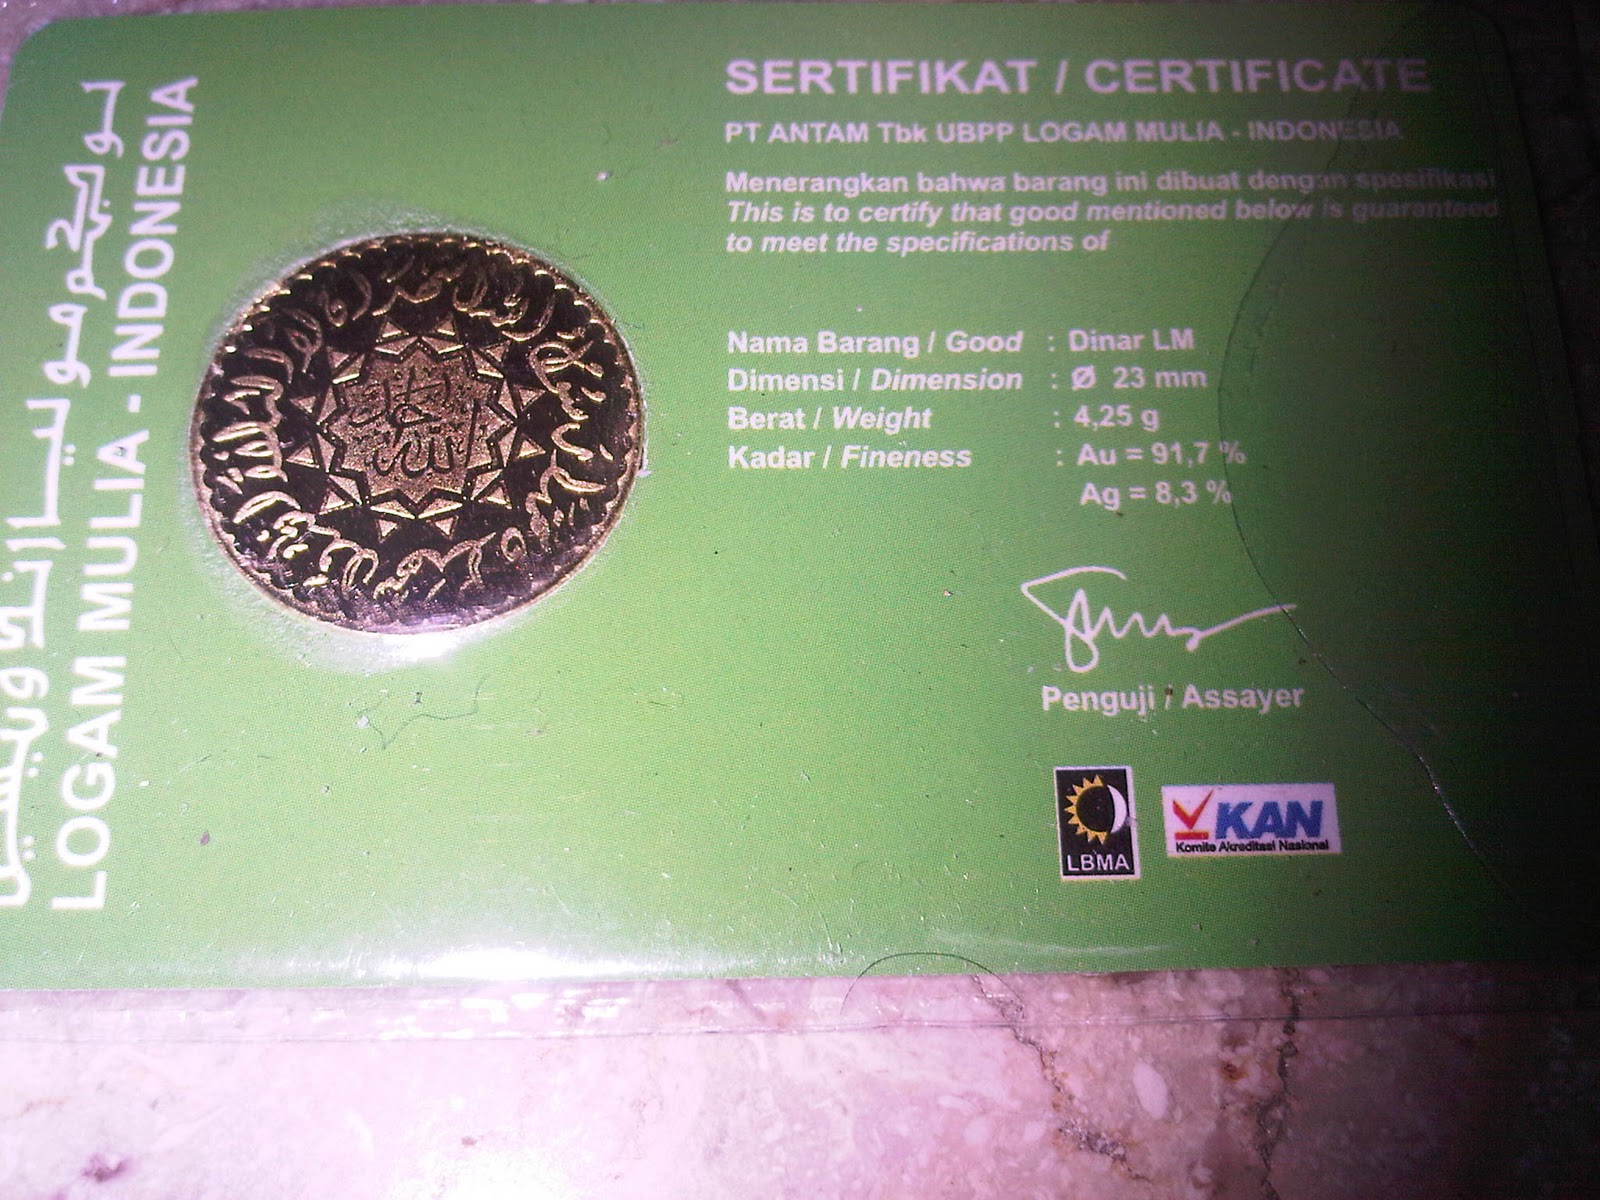 لوڬم موليا - اندونيسيا
LOGAM MULIA - INDONESIA
SERTIFIKAT / CERTIFICATE
PT ANTAM Tbk UBPP LOGAM MULIA - INDONESIA
Menerangkan bahwa barang ini dibuat dengan spesifikasi
This is to certify that good mentioned below is guaranteed
to meet the specifications of
Nama Barang / Good : Dinar LM
Dimensi / Dimension : Ø 23 mm
Berat / Weight : 4,25 g
Kadar / Fineness : Au = 91,7 %
Ag = 8,3 %
Penguji / Assayer
LBMA
KAN
Komite Akreditasi Nasional